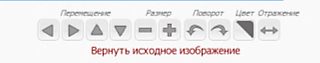 Перемещение Размер Поворот Цвет Отражение
Вернуть исходное изображение